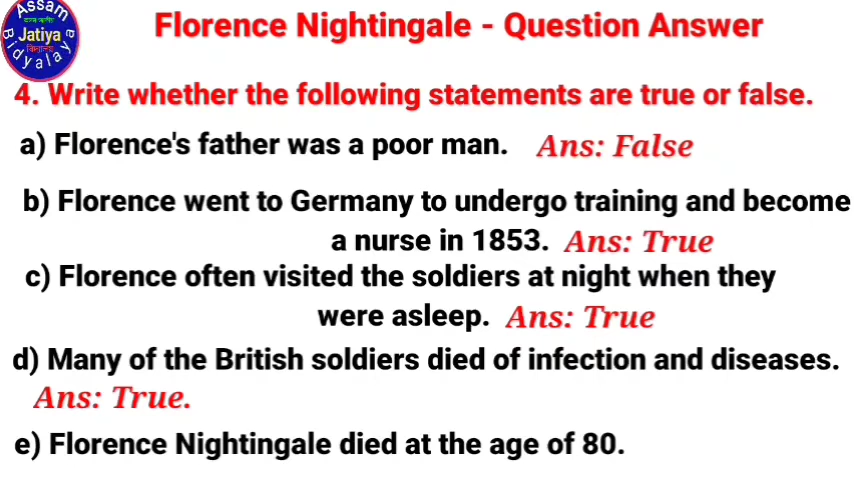 Assam
Jatiya
Bidyalaya
Florence Nightingale - Question Answer
4. Write whether the following statements are true or false.
a) Florence's father was a poor man. Ans: False
b) Florence went to Germany to undergo training and become
a nurse in 1853. Ans: True
c) Florence often visited the soldiers at night when they
were asleep. Ans: True
d) Many of the British soldiers died of infection and diseases.
Ans: True.
e) Florence Nightingale died at the age of 80.